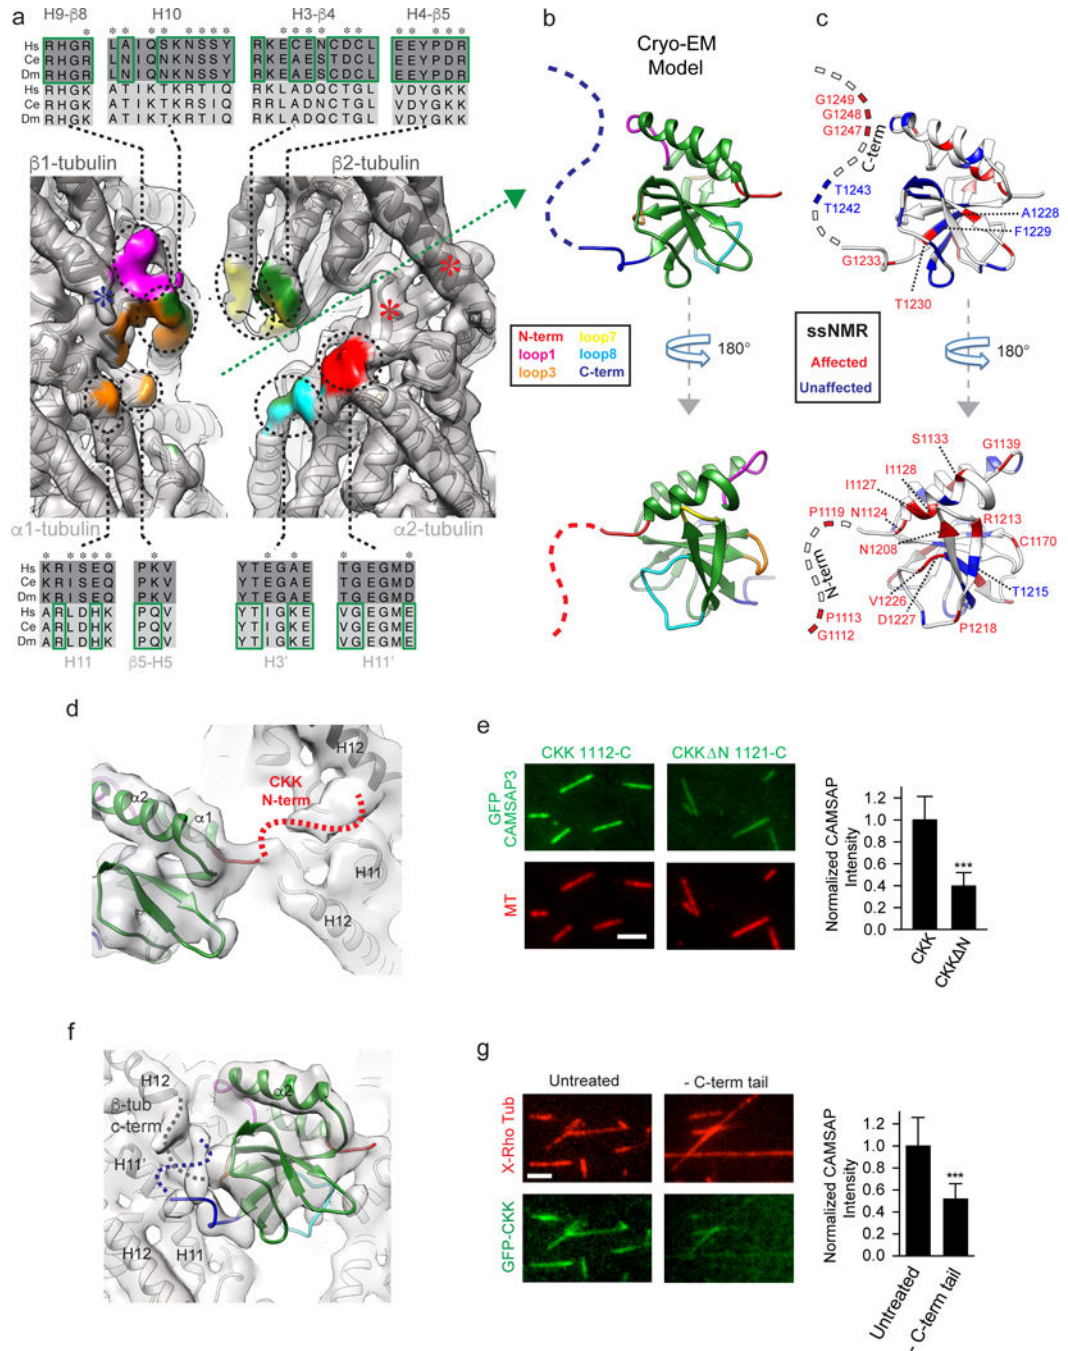 a
H9-β8 H10 H3-β4 H4-β5
* * * * * * * * * * * * * *
Hs RHGR LAIQSKNSSY RKECENCDCL EEYPDR
Ce RHGR LNIQNKNSSY RKEAESTDCL EEYPDR
Dm RHGR LNIQNKNSSY RKEAESCDCL EEYPDR
Hs RHGK ATIKTKRTIQ RKLADQCTGL VDYGKK
Ce RHGK ATIKTKRSIQ RRLADNCTGL VDYGKK
Dm RHGK ATIKTKRTIQ RKLADQCTGL VDYGKK
β1-tubulin β2-tubulin
* * *
α1-tubulin α2-tubulin
* * * * * * * *
Hs KRISEQ PKV YTEGAE TGEGMD
Ce KRISEQ PKV YTEGAE TGEGMD
Dm KRISEQ PKV YTEGAE TGEGMD
Hs ARLDHK PQV YTIGKE VGEGME
Ce ARLDHK PQV YTIGKE VGEGME
Dm ARLDHK PQV YTIGKE VGEGME
H11 β5-H5 H3' H11'
b
Cryo-EM
Model
N-term loop7
loop1 loop8
loop3 C-term
180°
c
G1249
G1248
G1247
C-term
T1243
T1242
A1228
F1229
G1233
T1230
ssNMR
Affected
Unaffected
180°
S1133
G1139
I1128
I1127
P1119 N1124
R1213
N1208
C1170
N-term
T1215
V1226
P1113
D1227
P1218
G1112
d
H12
CKK
N-term
α2
α1
H11
H12
e
CKK 1112-C CKKΔN 1121-C
GFP
CAMSAP3
MT
Normalized CAMSAP
Intensity
1.2
1.0
0.8
0.6
0.4
0.2
0.0
***
CKK
CKKΔN
f
H12
α2
β-tub
c-term
H11'
H12 H11
g
Untreated - C-term tail
X-Rho Tub
GFP-CKK
Normalized CAMSAP
Intensity
1.2
1.0
0.8
0.6
0.4
0.2
0.0
***
Untreated
- C-term tail